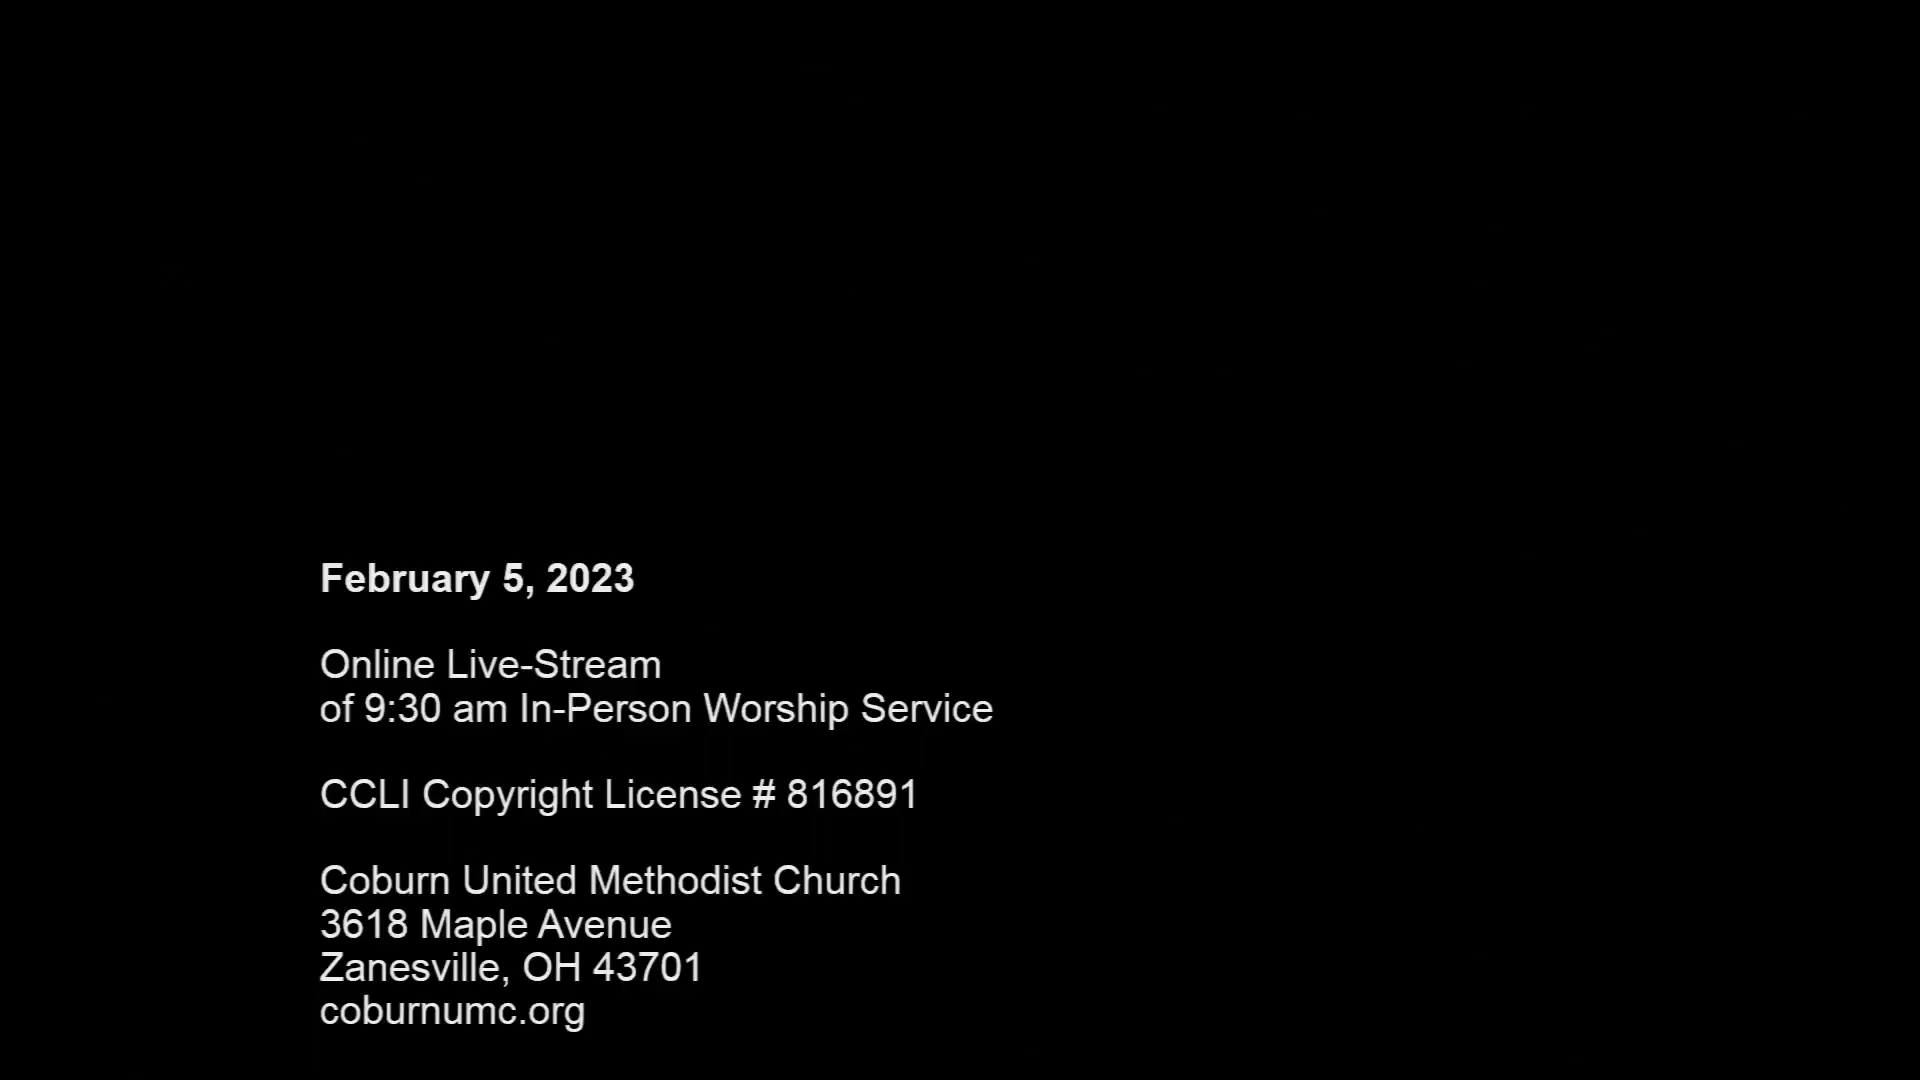 February 5, 2023
Online Live-Stream
of 9:30 am In-Person Worship Service
CCLI Copyright License # 816891
Coburn United Methodist Church
3618 Maple Avenue
Zanesville, OH 43701
coburnumc.org